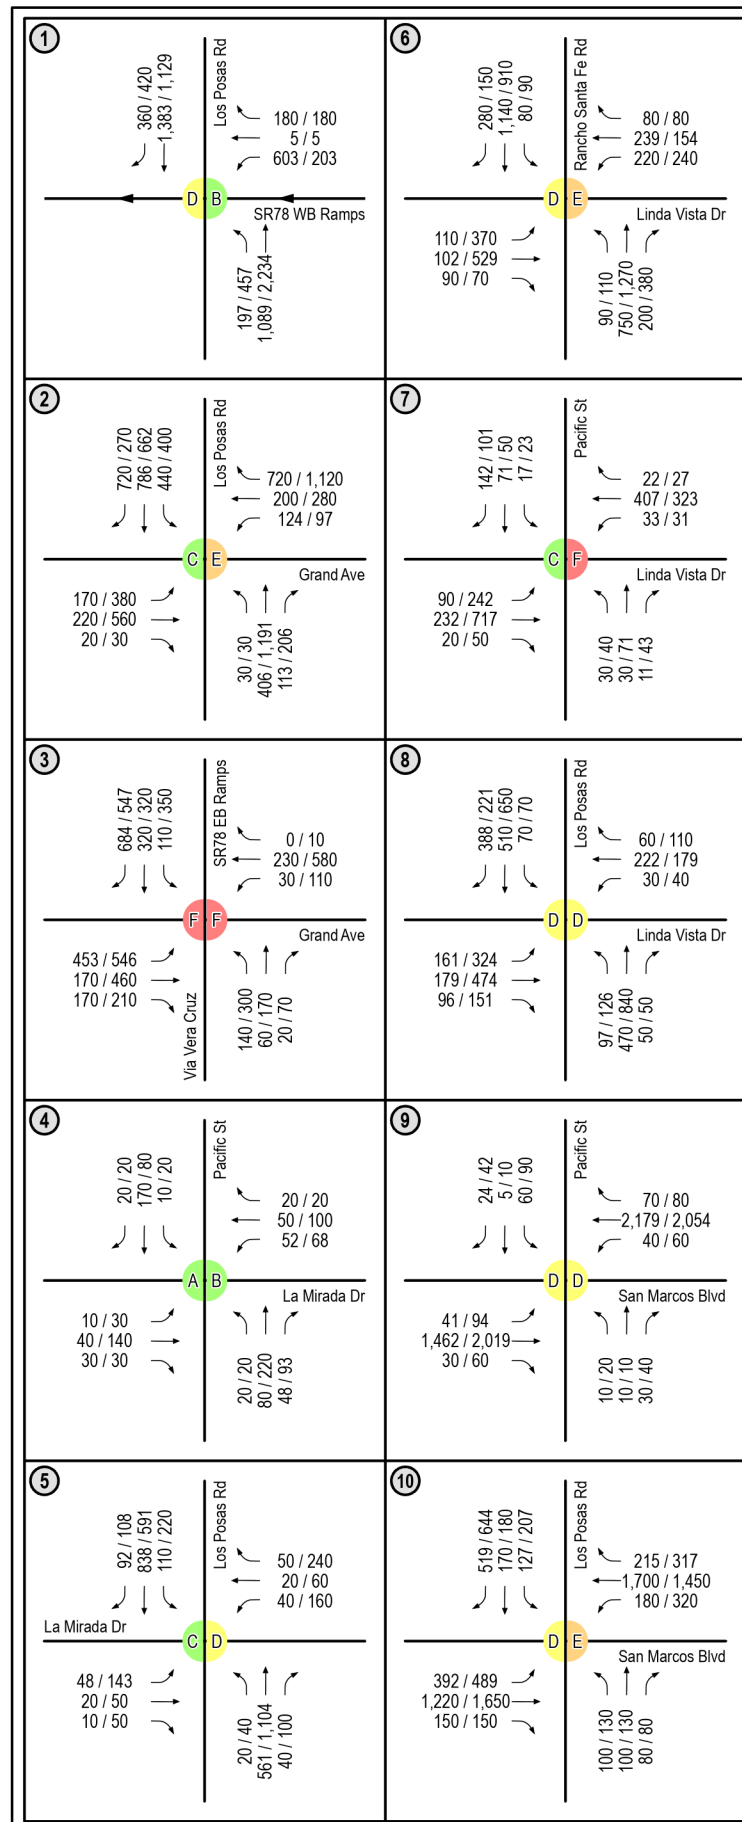 1
Los Posas Rd
360 / 420
1,383 / 1,129
180 / 180
5 / 5
603 / 203
D B
SR78 WB Ramps
197 / 457
1,089 / 2,234
6
Rancho Santa Fe Rd
280 / 150
1,140 / 910
80 / 90
80 / 80
239 / 154
220 / 240
D E
Linda Vista Dr
110 / 370
102 / 529
90 / 70
90 / 110
750 / 1,270
200 / 380
2
Los Posas Rd
720 / 270
786 / 662
440 / 400
720 / 1,120
200 / 280
124 / 97
C E
Grand Ave
170 / 380
220 / 560
20 / 30
30 / 30
406 / 1,191
113 / 206
7
Pacific St
142 / 101
71 / 50
17 / 23
22 / 27
407 / 323
33 / 31
C F
Linda Vista Dr
90 / 242
232 / 717
20 / 50
30 / 40
30 / 71
11 / 43
3
SR78 EB Ramps
684 / 547
320 / 320
110 / 350
0 / 10
230 / 580
30 / 110
F F
Grand Ave
453 / 546
170 / 460
170 / 210
Via Vera Cruz
140 / 300
60 / 170
20 / 70
8
Los Posas Rd
388 / 221
510 / 650
70 / 70
60 / 110
222 / 179
30 / 40
D D
Linda Vista Dr
161 / 324
179 / 474
96 / 151
97 / 126
470 / 840
50 / 50
4
Pacific St
20 / 20
170 / 80
10 / 20
20 / 20
50 / 100
52 / 68
A B
La Mirada Dr
10 / 30
40 / 140
30 / 30
20 / 20
80 / 220
48 / 93
9
Pacific St
24 / 42
5 / 10
60 / 90
70 / 80
2,179 / 2,054
40 / 60
D D
San Marcos Blvd
41 / 94
1,462 / 2,019
30 / 60
10 / 20
10 / 10
30 / 40
5
Los Posas Rd
92 / 108
838 / 591
110 / 220
50 / 240
20 / 60
40 / 160
La Mirada Dr
C D
48 / 143
20 / 50
10 / 50
20 / 40
561 / 1,104
40 / 100
10
Los Posas Rd
519 / 644
170 / 180
127 / 207
215 / 317
1,700 / 1,450
180 / 320
D E
San Marcos Blvd
392 / 489
1,220 / 1,650
150 / 150
100 / 130
100 / 130
80 / 80